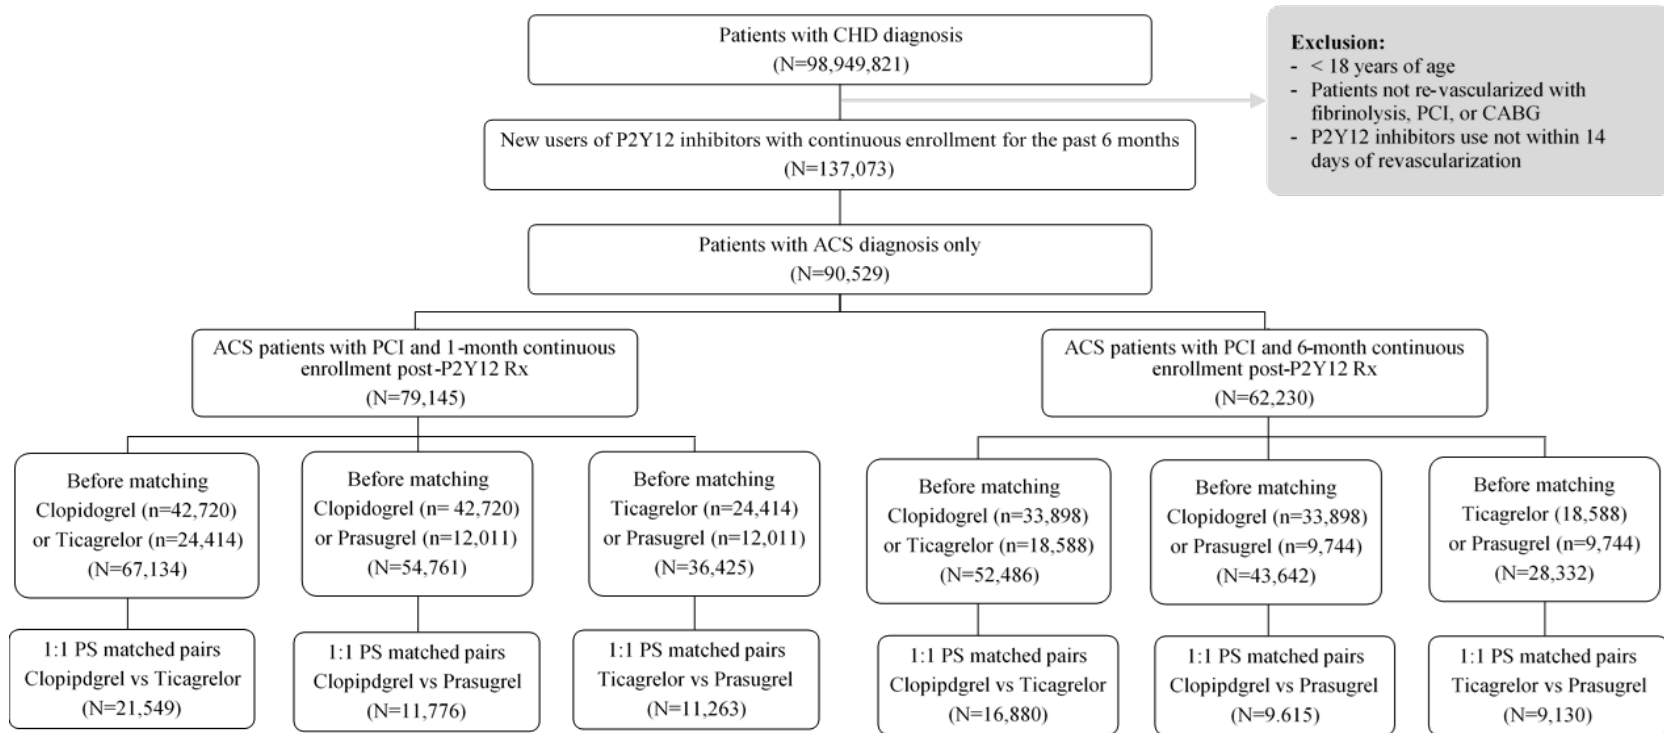 Patients with CHD diagnosis
(N=98,949,821)
Exclusion:
- < 18 years of age
- Patients not re-vascularized with
fibrinolysis, PCI, or CABG
- P2Y12 inhibitors use not within 14
days of revascularization
New users of P2Y12 inhibitors with continuous enrollment for the past 6 months
(N=137,073)
Patients with ACS diagnosis only
(N=90,529)
ACS patients with PCI and 1-month continuous
enrollment post-P2Y12 Rx
(N=79,145)
ACS patients with PCI and 6-month continuous
enrollment post-P2Y12 Rx
(N=62,230)
Before matching
Clopidogrel (n=42,720)
or Ticagrelor (n=24,414)
(N=67,134)
Before matching
Clopidogrel (n= 42,720)
or Prasugrel (n=12,011)
(N=54,761)
Before matching
Ticagrelor (n=24,414)
or Prasugrel (n=12,011)
(N=36,425)
Before matching
Clopidogrel (n=33,898)
or Ticagrelor (n=18,588)
(N=52,486)
Before matching
Clopidogrel (n=33,898)
or Prasugrel (n=9,744)
(N=43,642)
Before matching
Ticagrelor (18,588)
or Prasugrel (n=9,744)
(N=28,332)
1:1 PS matched pairs
Clopipdgrel vs Ticagrelor
(N=21,549)
1:1 PS matched pairs
Clopipdgrel vs Prasugrel
(N=11,776)
1:1 PS matched pairs
Ticagrelor vs Prasugrel
(N=11,263)
1:1 PS matched pairs
Clopipdgrel vs Ticagrelor
(N=16,880)
1:1 PS matched pairs
Clopipdgrel vs Prasugrel
(N=9.615)
1:1 PS matched pairs
Ticagrelor vs Prasugrel
(N=9,130)